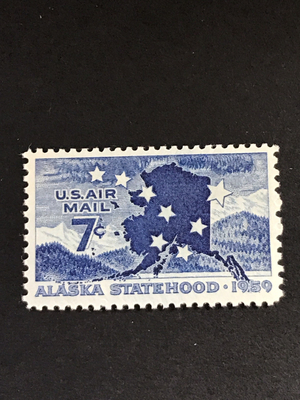 U.S. AIR
MAIL
7¢
ALASKA STATEHOOD · 1959